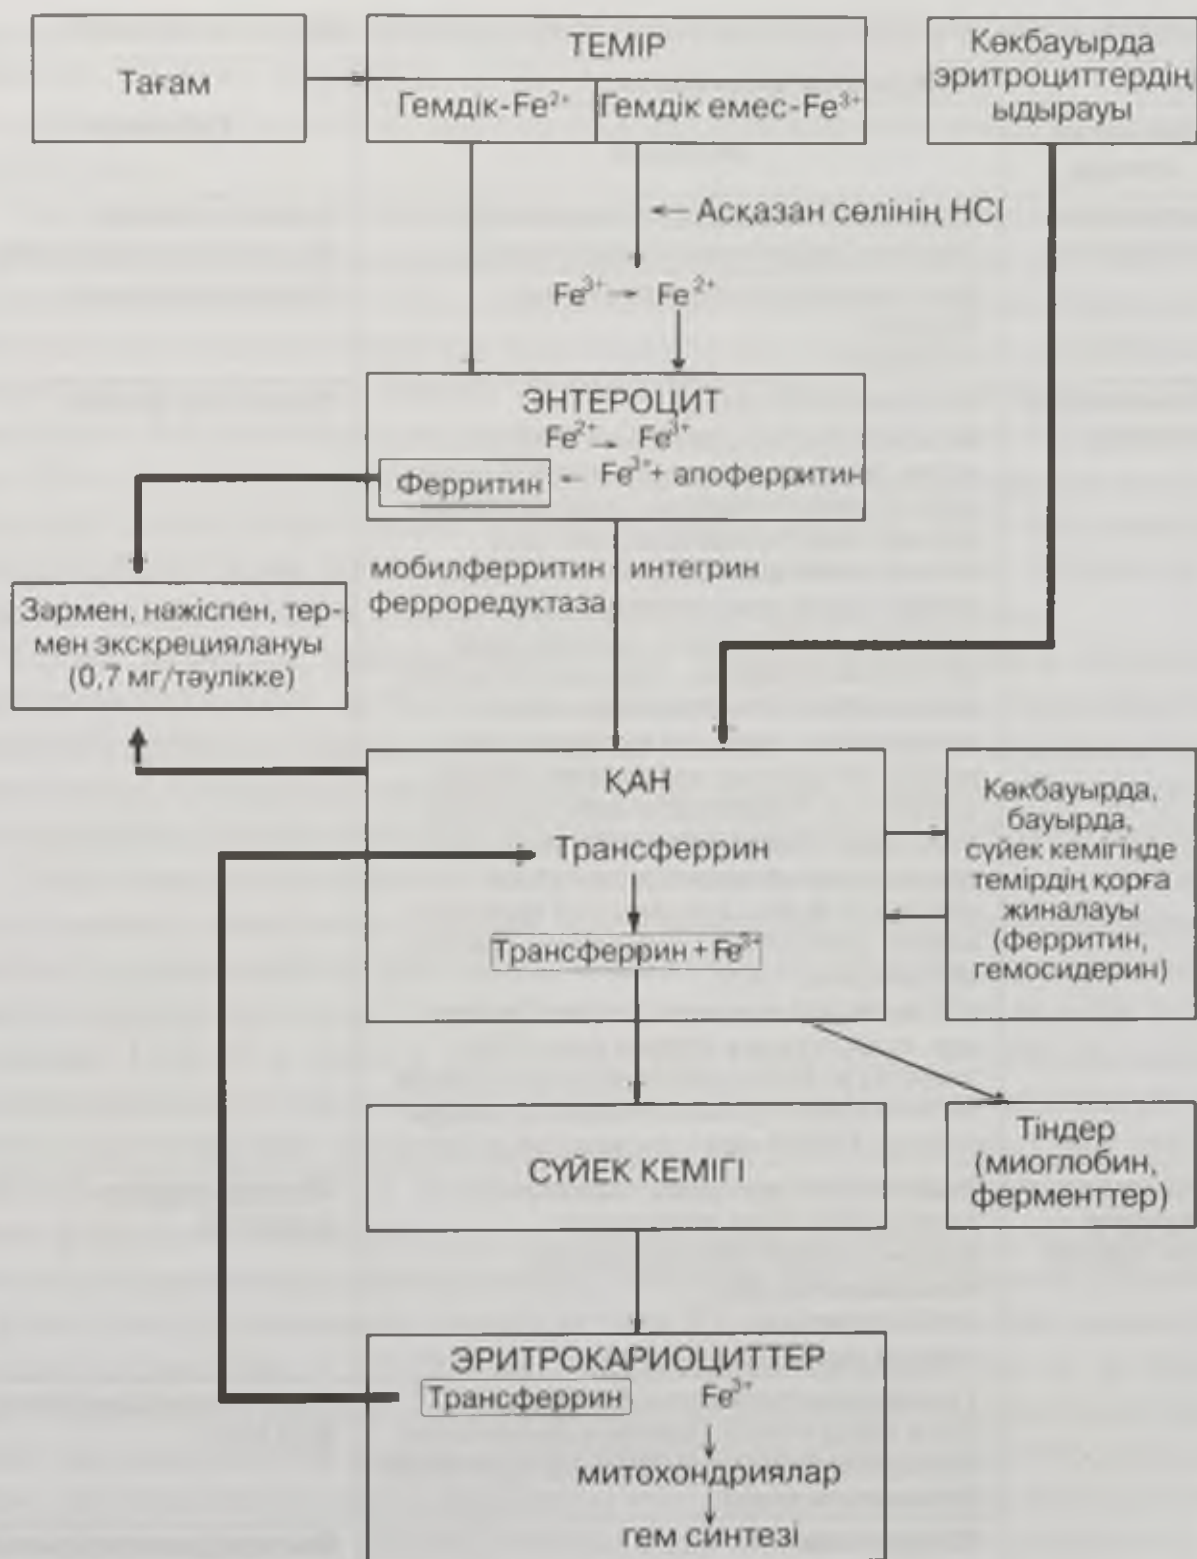 Тағам
ТЕМІР
Гемдік-Fe²⁺
Гемдік емес-Fe³⁺
Көкбауырда
эритроциттердің
ыдырауы
← Асқазан сөлінің HCl
Fe³⁺ → Fe²⁺
ЭНТЕРОЦИТ
Fe²⁺ → Fe³⁺
Ферритин ← Fe³⁺+ апоферритин
мобилферритин интегрин
ферроредуктаза
Зәрмен, нәжіспен, тер-
мен экскрециялануы
(0,7 мг/тәулікке)
ҚАН
Трансферрин
Трансферрин + Fe³⁺
Көкбауырда,
бауырда,
сүйек кемігінде
темірдің қорға
жиналауы
(ферритин,
гемосидерин)
СҮЙЕК КЕМІГІ
Тіндер
(миоглобин,
ферменттер)
ЭРИТРОКАРИОЦИТТЕР
Трансферрин Fe³⁺
митохондриялар
гем синтезі